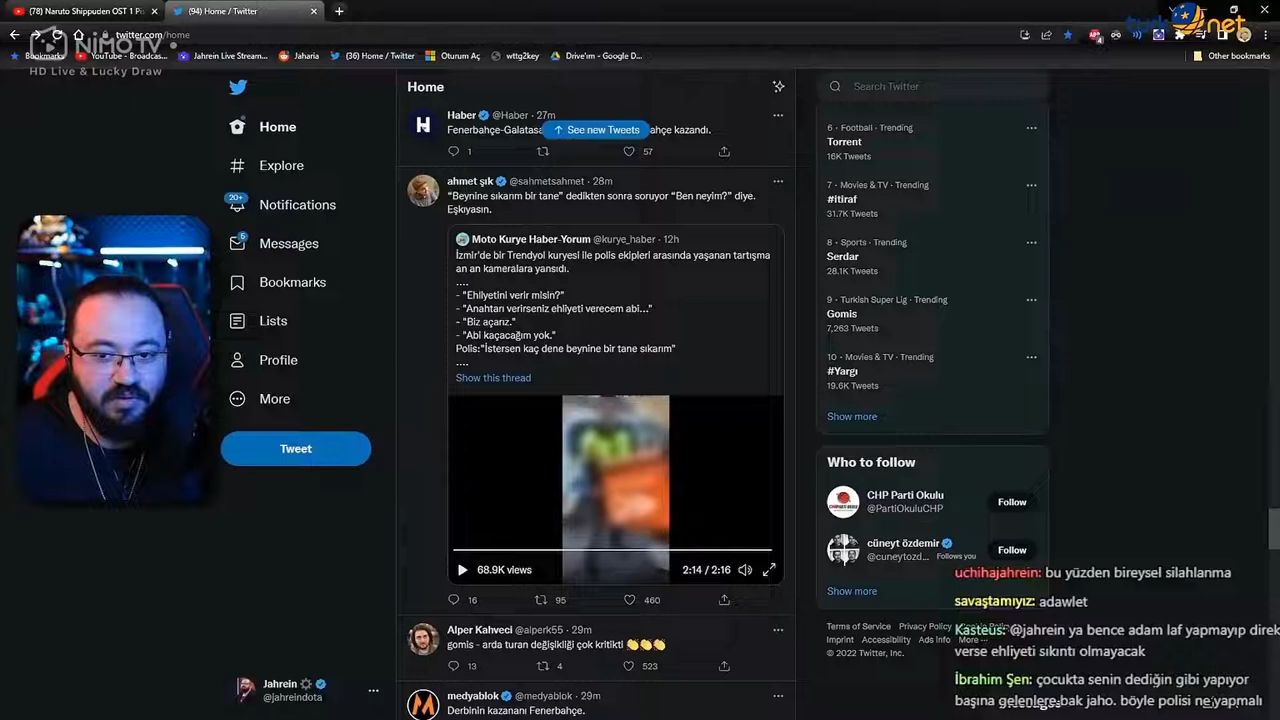 (78) Naruto Shippuden OST 1 P
(94) Home / Twitter
twitter.com/home
NiMO TV
HD Live & Lucky Draw
turk.net
Bookmark
YouTube - Broadcas...
Jahrein Live Stream...
Jaharia
(36) Home / Twitter
Oturum Aç
wttg2key
Drive'ım - Google D...
Other bookmarks
Home
Explore
20+
Notifications
5
Messages
Bookmarks
Lists
Profile
More
Tweet
Jahrein
@jahreindota
Home
Haber @Haber · 27m
Fenerbahçe-Galatasa
See new Tweets
ahçe kazandı.
1
57
ahmet şık @sahmetsahmet · 28m
“Beynine sıkarım bir tane” dedikten sonra soruyor “Ben neyim?” diye.
Eşkıyasın.
Moto Kurye Haber-Yorum @kurye_haber · 12h
İzmir'de bir Trendyol kuryesi ile polis ekipleri arasında yaşanan tartışma
an an kameralara yansıdı.
....
- "Ehliyetini verir misin?"
- "Anahtarı verirseniz ehliyeti verecem abi..."
- "Biz açarız."
- "Abi kaçacağım yok."
Polis:"İstersen kaç dene beynine bir tane sıkarım"
....
Show this thread
68.9K views
2:14 / 2:16
16
95
460
Alper Kahveci @alperk55 · 29m
gomis - arda turan değişikliği çok kritikti 👏👏👏
13
4
523
medyablok @medyablok · 29m
Derbinin kazananı Fenerbahçe.
Search Twitter
6 · Football · Trending
Torrent
16K Tweets
7 · Movies & TV · Trending
#itiraf
31.7K Tweets
8 · Sports · Trending
Serdar
28.1K Tweets
9 · Turkish Super Lig · Trending
Gomis
7,263 Tweets
10 · Movies & TV · Trending
#Yargı
19.6K Tweets
Show more
Who to follow
CHP Parti Okulu
@PartiOkuluCHP
Follow
cüneyt özdemir
@cuneytozd... Follows you
Follow
Show more
Terms of Service Privacy Policy
Imprint Accessibility Ads Info More ...
© 2022 Twitter, Inc.
uchihajahrein: bu yüzden bireysel silahlanma
savaştamıyız: adawlet
Kasteus: @jahrein ya bence adam laf yapmayıp direk
verse ehliyeti sıkıntı olmayacak
İbrahim Şen: çocukta senin dediğin gibi yapıyor
başına gelenlere bak jaho. böyle polisi ne yapmalı